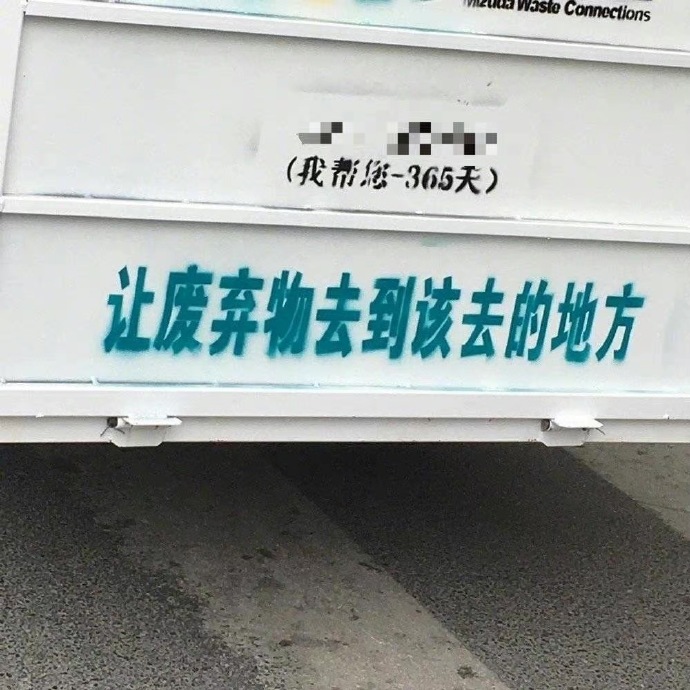 Mizuda Waste Connections
(我帮您-365天)
让废弃物去到该去的地方